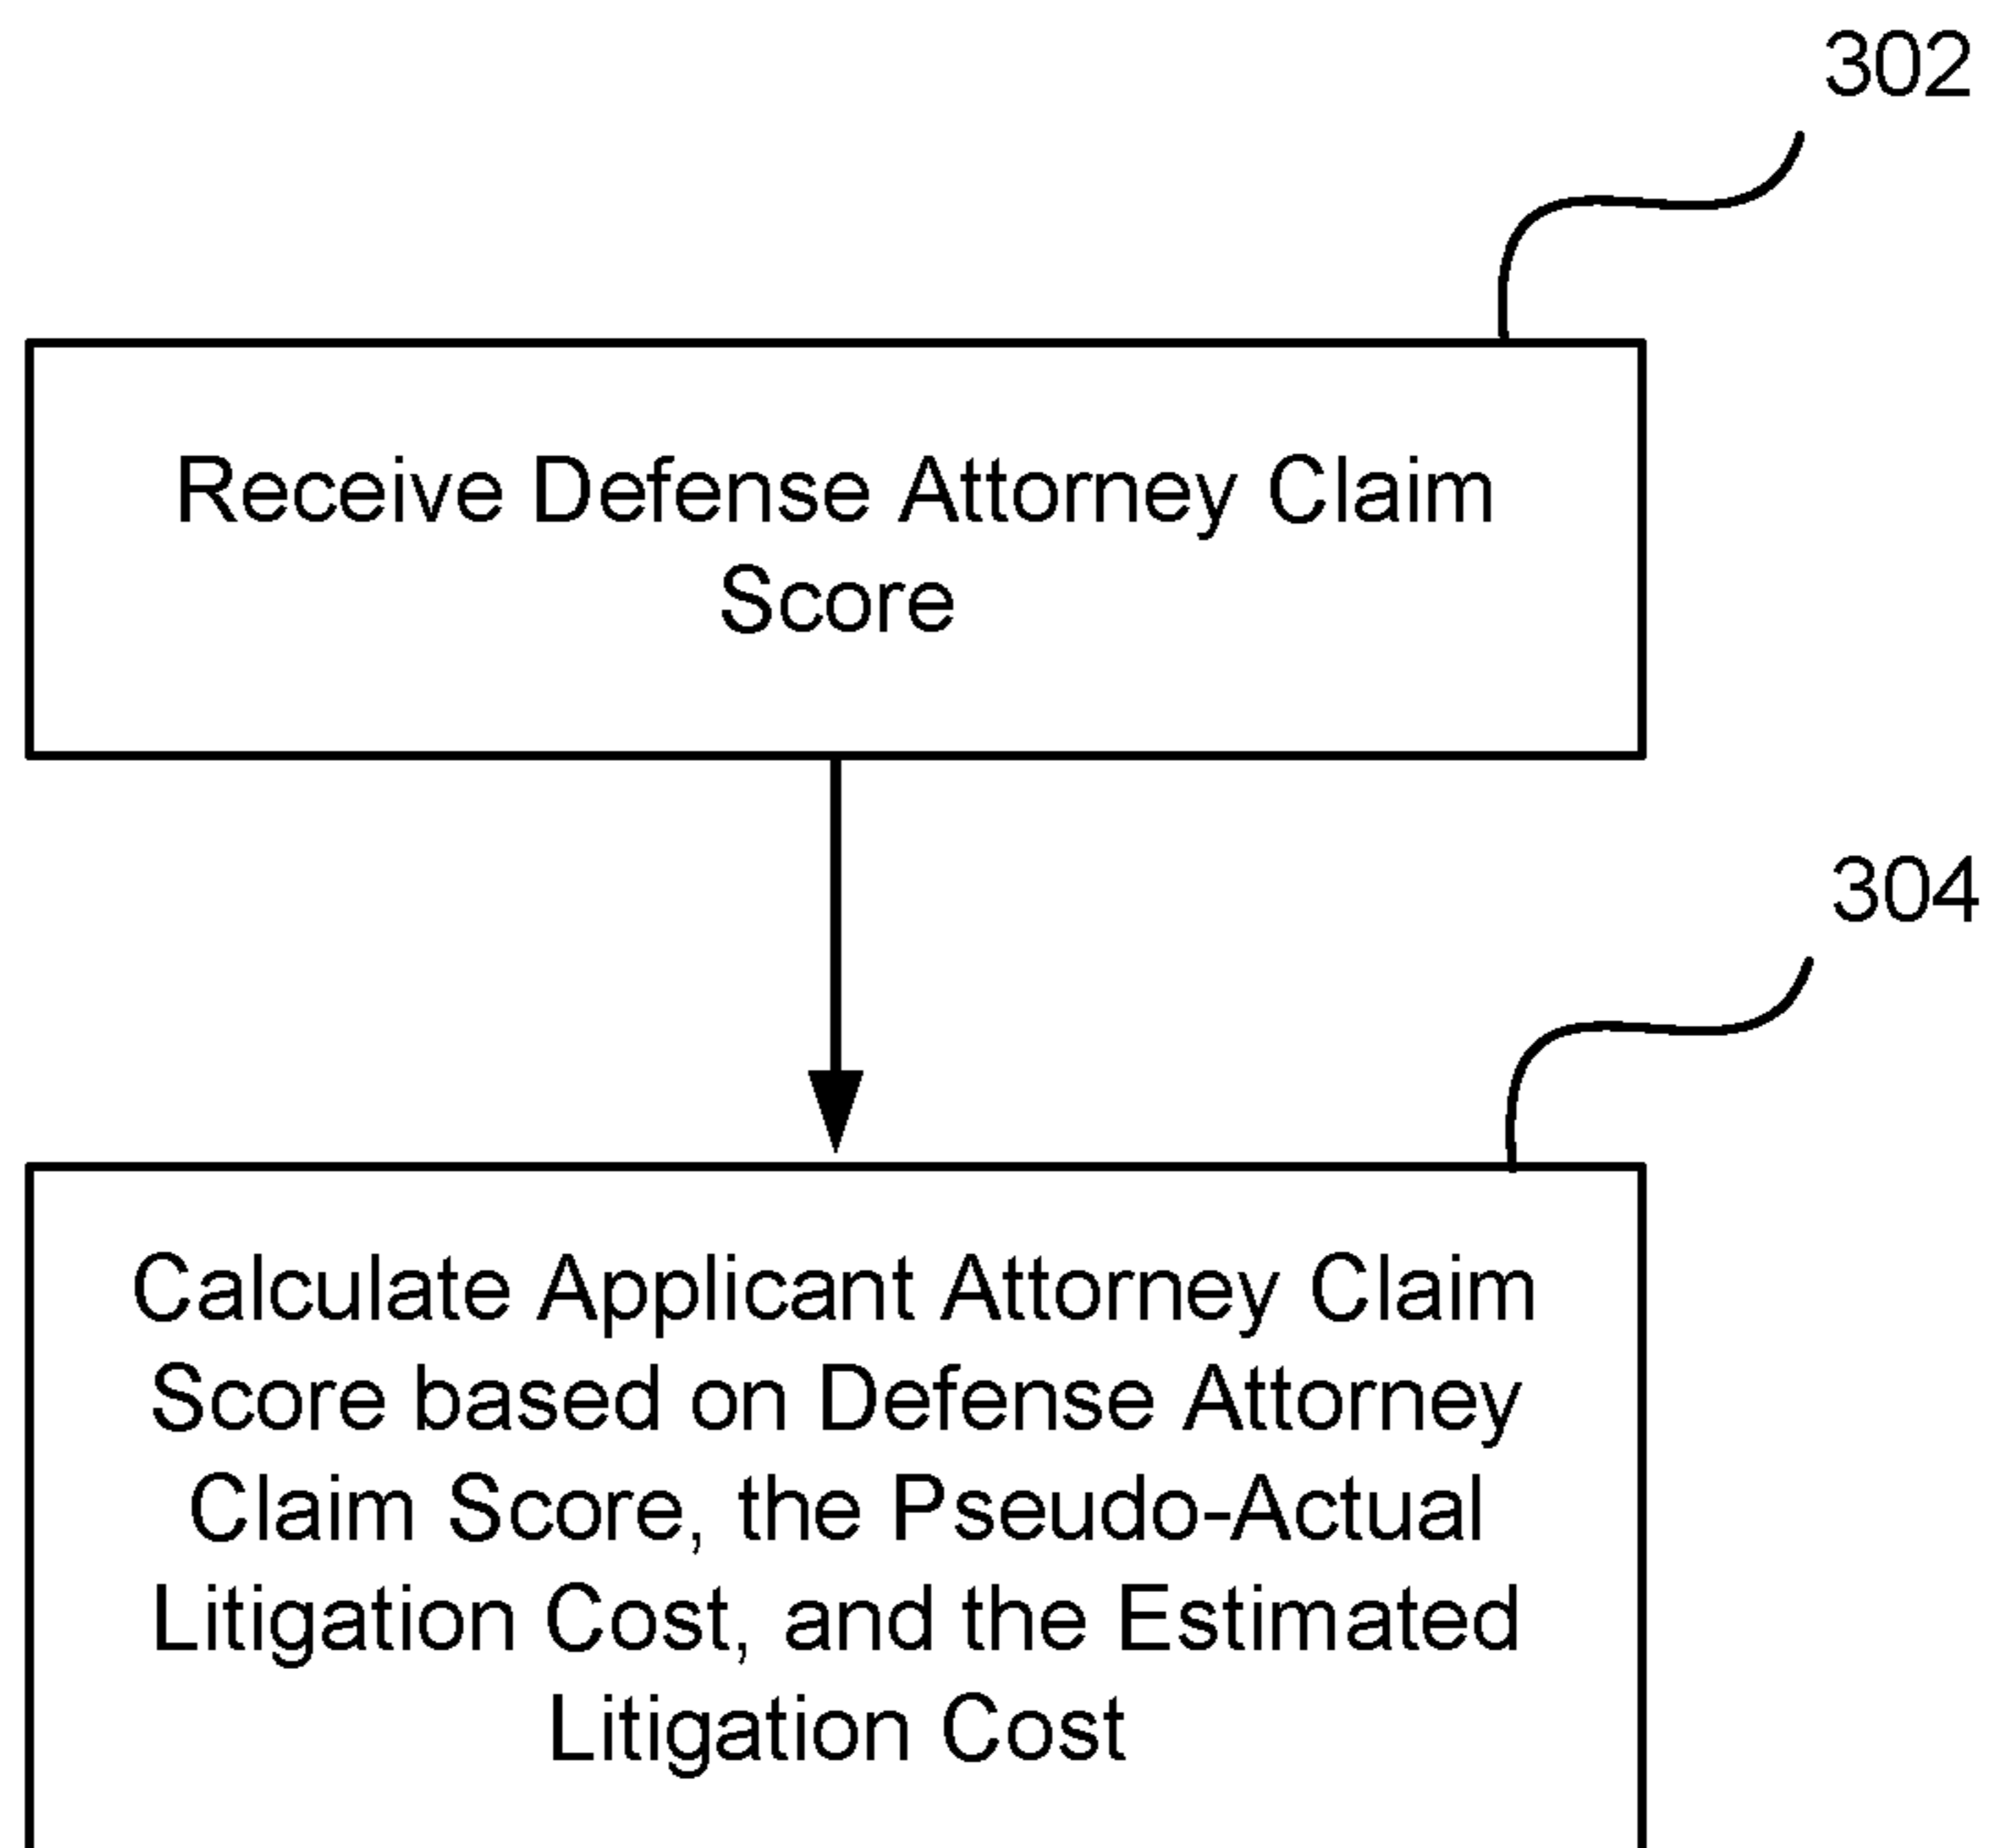 302
Receive Defense Attorney Claim
Score
304
Calculate Applicant Attorney Claim
Score based on Defense Attorney
Claim Score, the Pseudo-Actual
Litigation Cost, and the Estimated
Litigation Cost